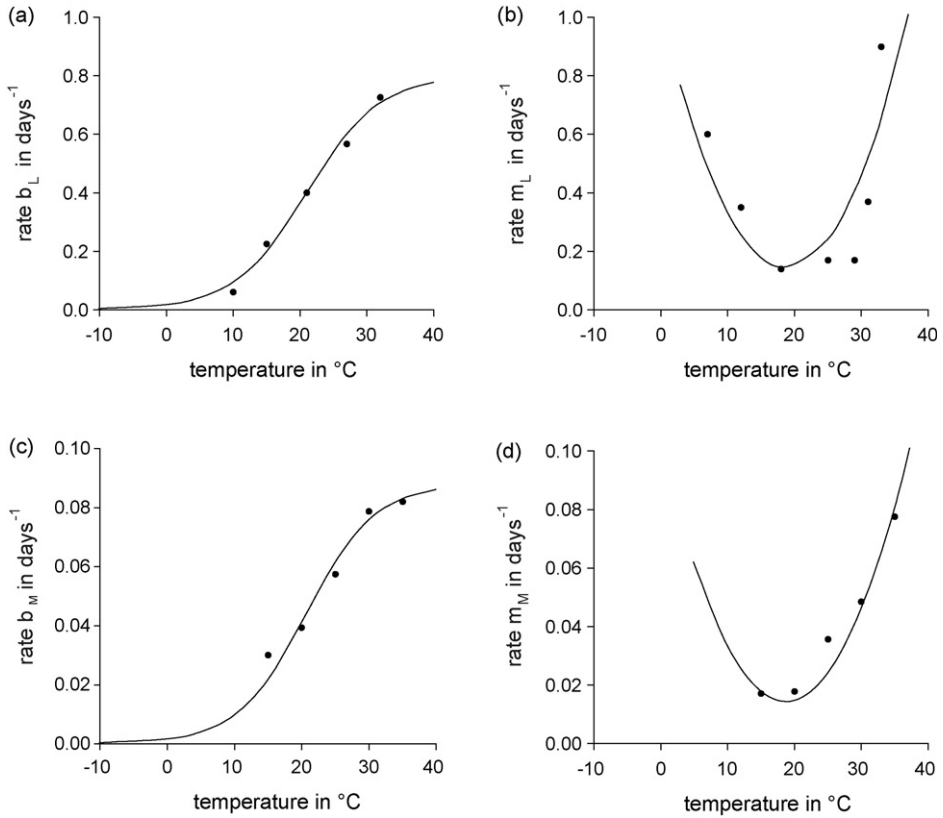 (a)
1.0
0.8
0.6
0.4
0.2
0.0
rate b_L in days^-1
-10 0 10 20 30 40
temperature in °C
(b)
1.0
0.8
0.6
0.4
0.2
0.0
rate m_L in days^-1
-10 0 10 20 30 40
temperature in °C
(c)
0.10
0.08
0.06
0.04
0.02
0.00
rate b_M in days^-1
-10 0 10 20 30 40
temperature in °C
(d)
0.10
0.08
0.06
0.04
0.02
0.00
rate m_M in days^-1
-10 0 10 20 30 40
temperature in °C